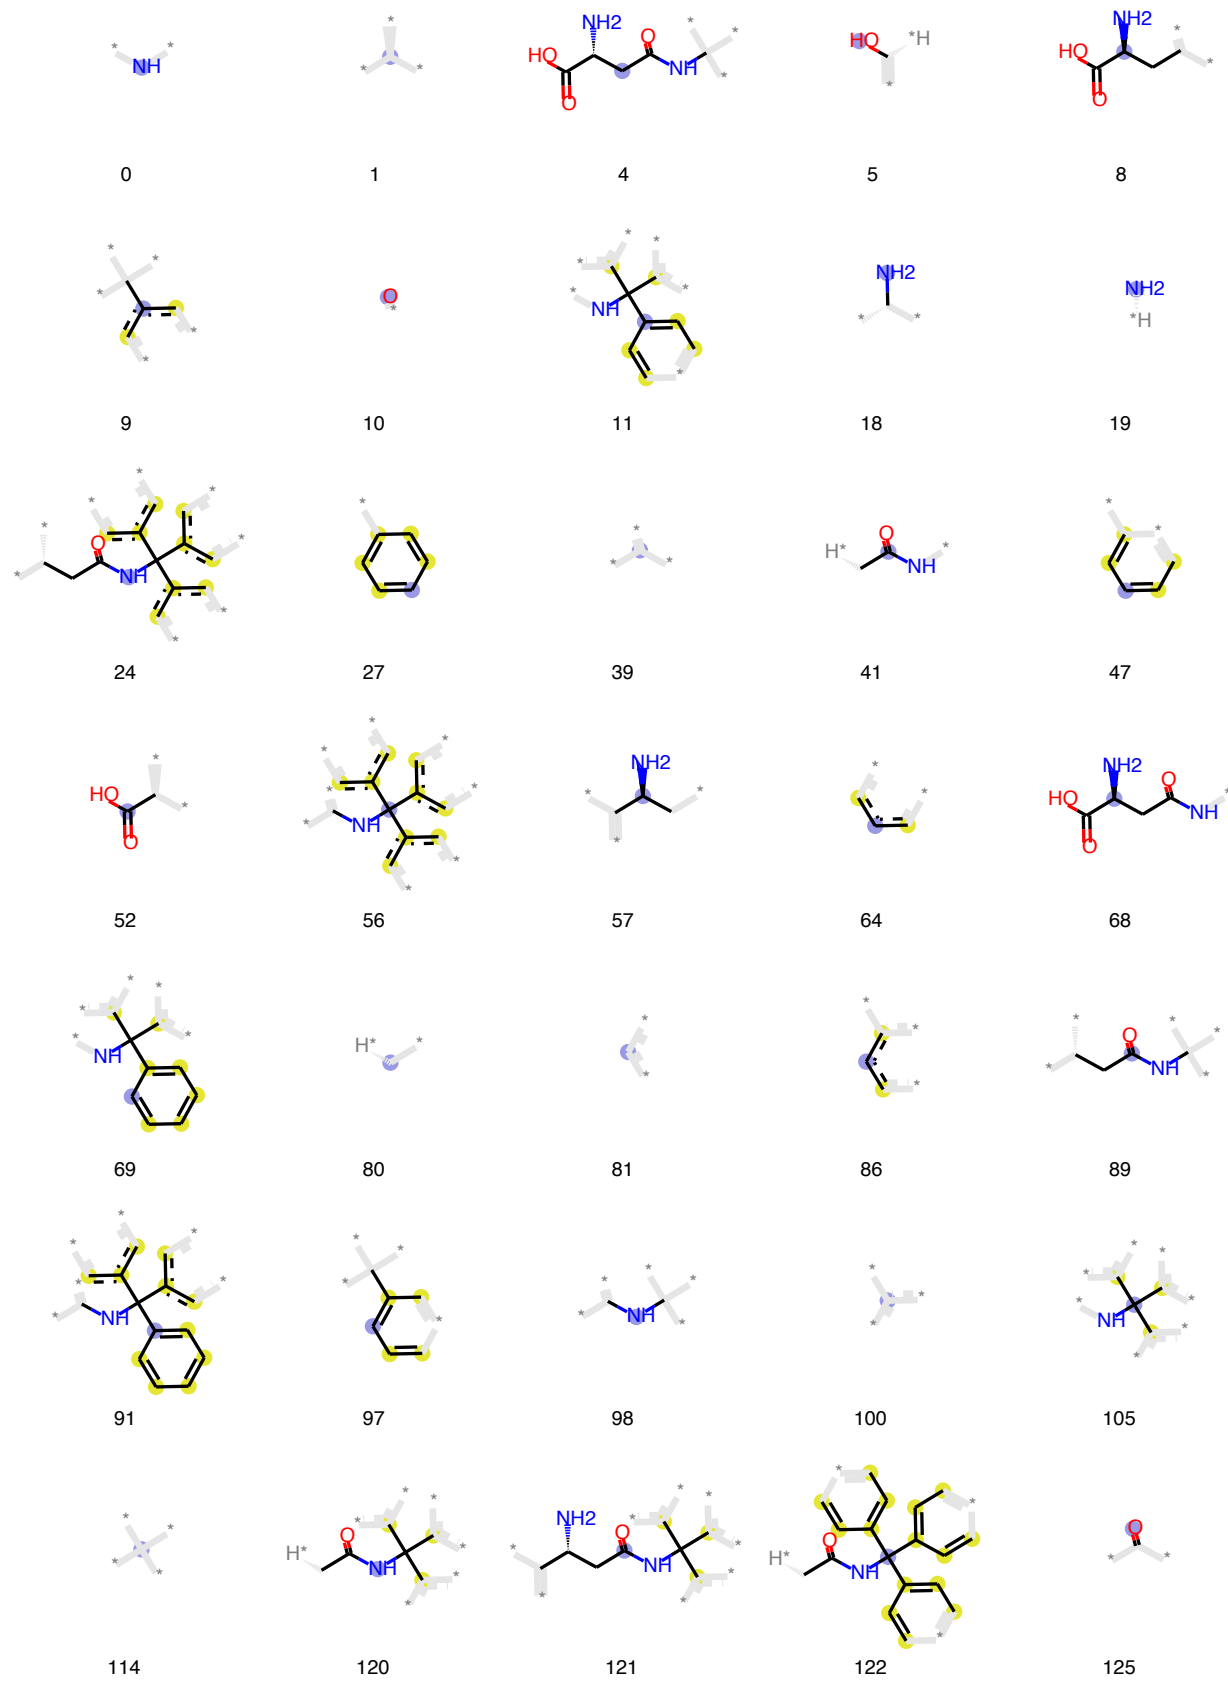 * NH *
* * *
HO O NH2 O NH * * *
HO *H *
HO O NH2 * *
0 1 4 5 8
* * * * *
O *
* * * * * NH *
NH2 * *
NH2 *H
9 10 11 18 19
* * O NH * * * * * *
*
* * *
H* O NH *
* *
24 27 39 41 47
HO O * *
* * NH * * * * * *
NH2 * * *
* *
HO O NH2 O NH *
52 56 57 64 68
* * * * * NH
H* *
* *
* *
* * O NH * * *
69 80 81 86 89
* * * * * * NH
* * * *
* * NH * * *
* * *
* * * * * * * NH
91 97 98 100 105
* * * *
H* O NH * * * * * *
NH2 * * O NH * * * * * *
H* O NH * * *
O * *
114 120 121 122 125